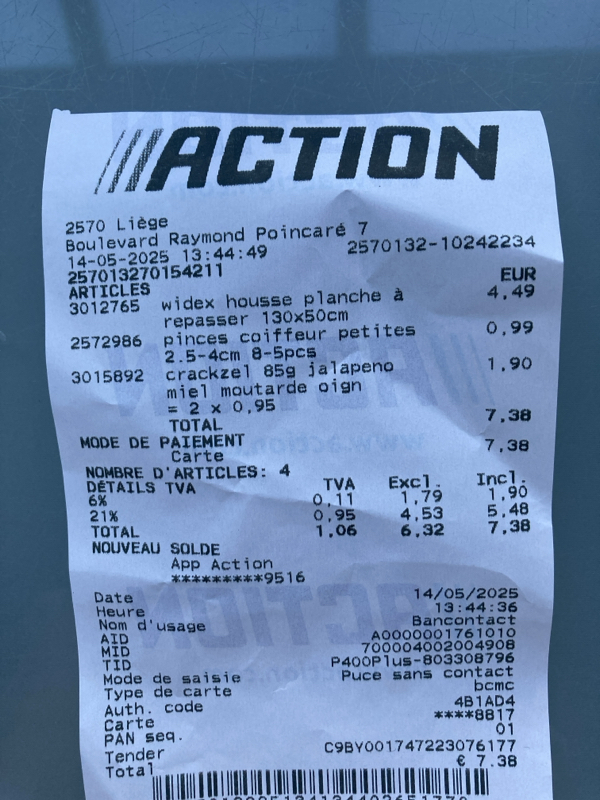 ACTION
2570 Liège
Boulevard Raymond Poincaré 7
14-05-2025 13:44:49 2570132-10242234
257013270154211
ARTICLES EUR
3012765 widex housse planche à 4,49
repasser 130x50cm
2572986 pinces coiffeur petites 0,99
2.5-4cm 8-5pcs
3015892 crackzel 85g jalapeno 1,90
miel moutarde oign
= 2 x 0,95
TOTAL 7,38
MODE DE PAIEMENT
Carte 7,38
NOMBRE D'ARTICLES: 4
DÉTAILS TVA TVA Excl. Incl.
6% 0,11 1,79 1,90
21% 0,95 4,53 5,48
TOTAL 1,06 6,32 7,38
NOUVEAU SOLDE
App Action
*********9516
Date 14/05/2025
Heure 13:44:36
Nom d'usage Bancontact
AID A0000001761010
MID 700004002004908
TID P400Plus-803308796
Mode de saisie Puce sans contact
Type de carte bcmc
Auth. code 4B1AD4
Carte ****8817
PAN seq. 01
Tender C9BY001747223076177
Total € 7.38